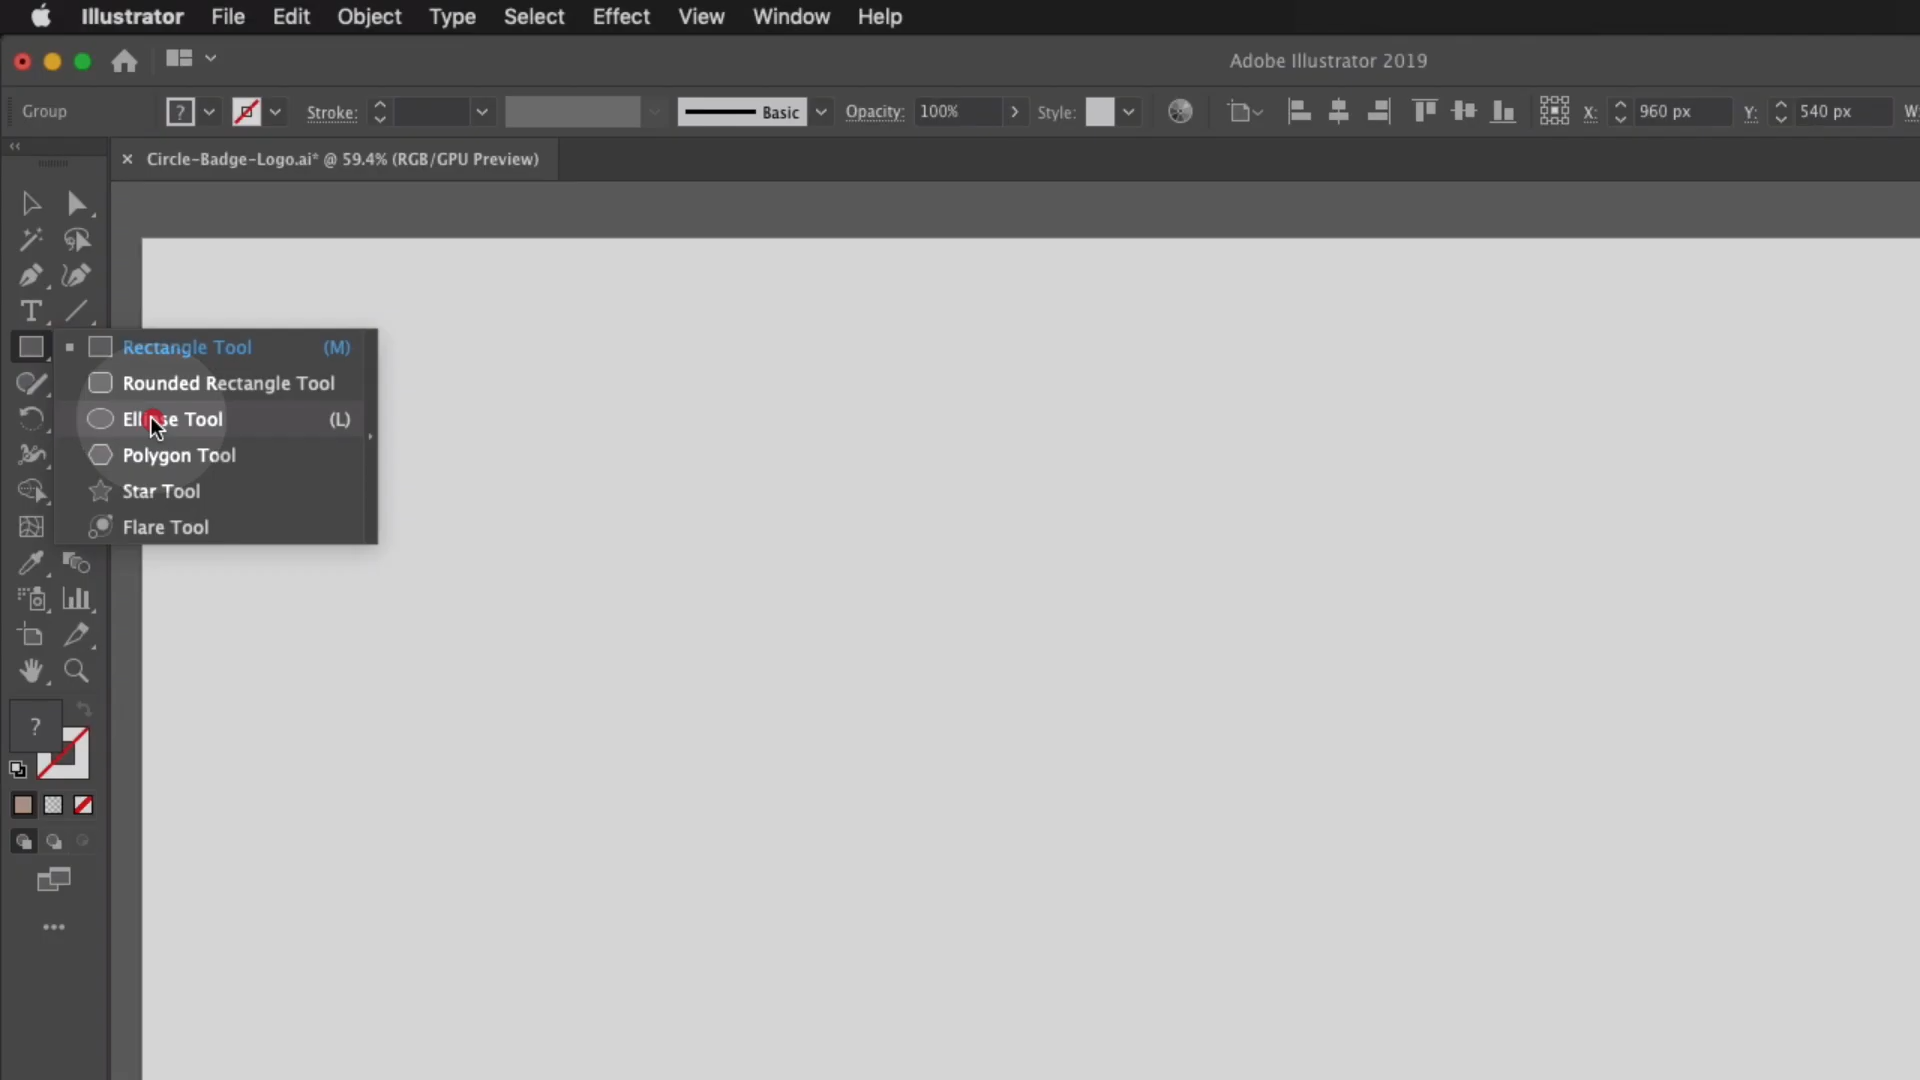 Illustrator File Edit Object Type Select Effect View Window Help
Adobe Illustrator 2019
Group ? Stroke: Basic Opacity: 100% Style: X: 960 px Y: 540 px W:
Circle-Badge-Logo.ai* @ 59.4% (RGB/GPU Preview)
Rectangle Tool (M)
Rounded Rectangle Tool
Ellipse Tool (L)
Polygon Tool
Star Tool
Flare Tool
?